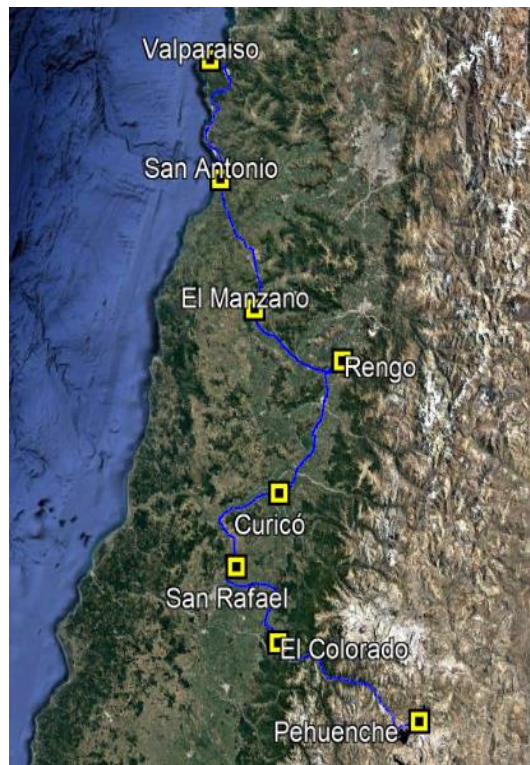 Valparaiso
San Antonio
El Manzano
Rengo
Curicó
San Rafael
El Colorado
Pehuenche